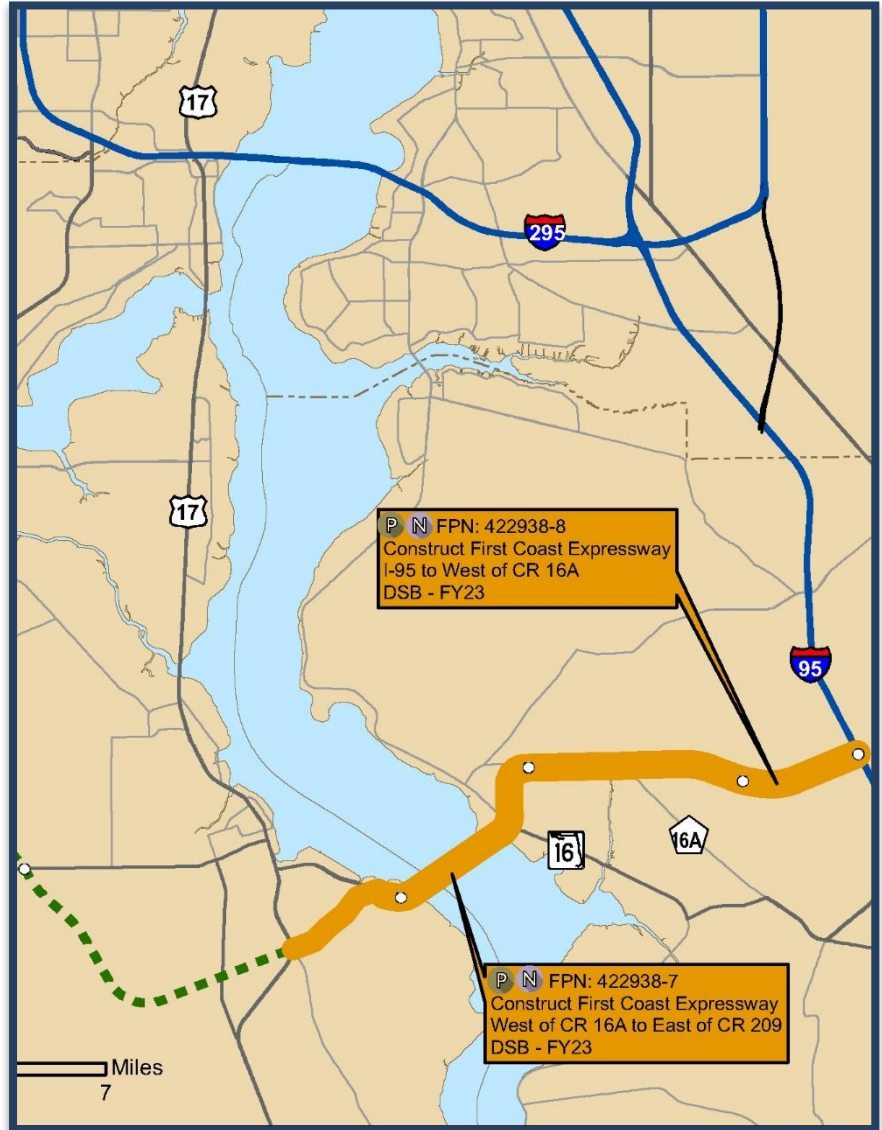 17
295
17
P N FPN: 422938-8
Construct First Coast Expressway
I-95 to West of CR 16A
DSB - FY23
95
16
16A
P N FPN: 422938-7
Construct First Coast Expressway
West of CR 16A to East of CR 209
DSB - FY23
Miles
7